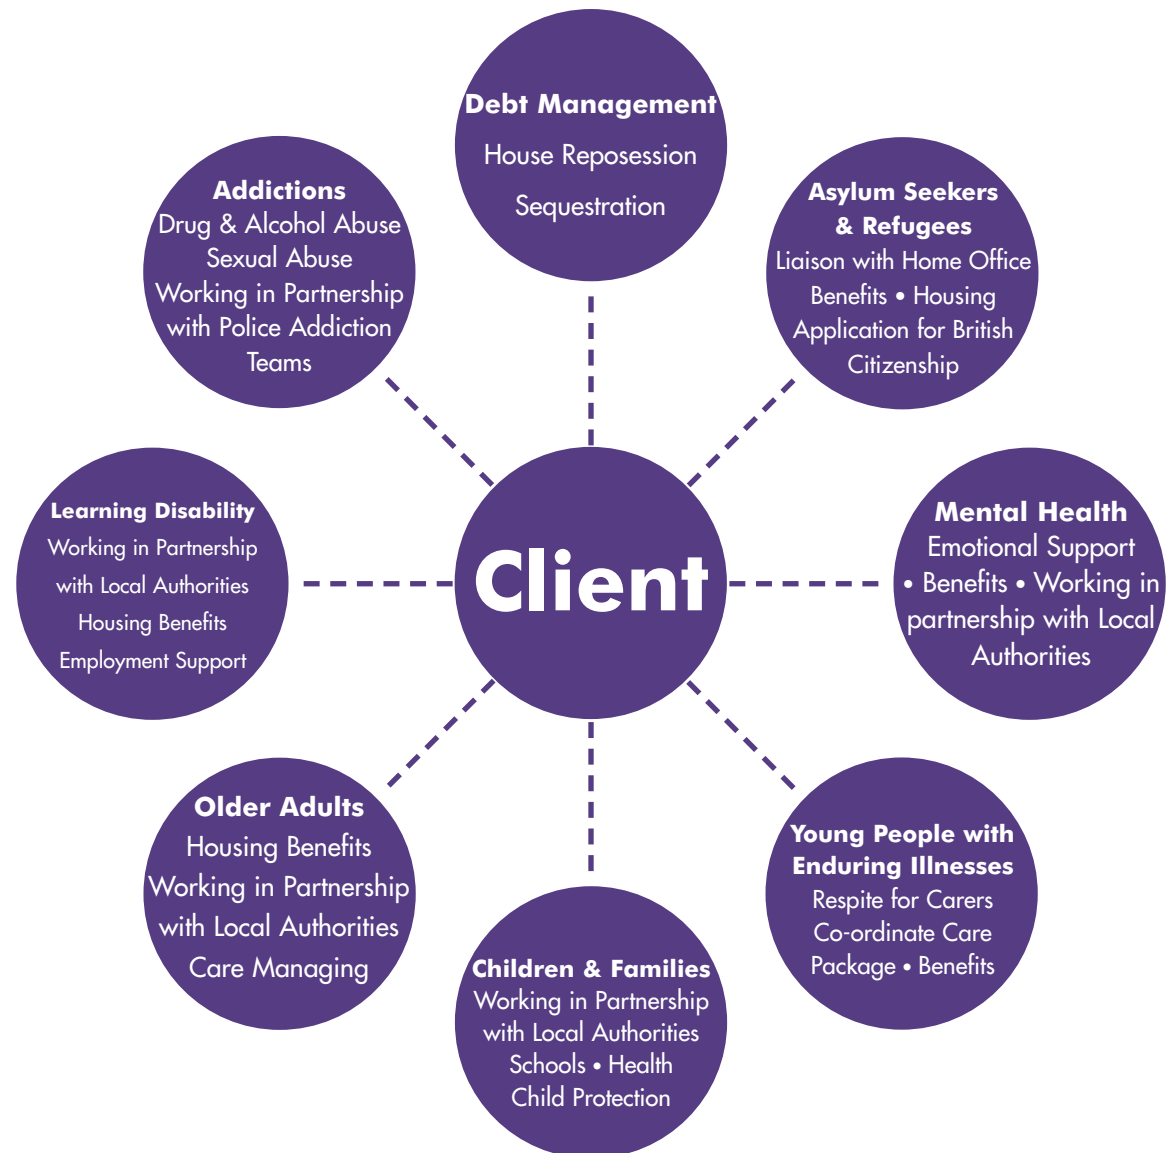 Debt Management
House Reposession
Sequestration
Asylum Seekers
& Refugees
Liaison with Home Office
Benefits • Housing
Application for British
Citizenship
Mental Health
Emotional Support
• Benefits • Working in
partnership with Local
Authorities
Young People with
Enduring Illnesses
Respite for Carers
Co-ordinate Care
Package • Benefits
Children & Families
Working in Partnership
with Local Authorities
Schools • Health
Child Protection
Older Adults
Housing Benefits
Working in Partnership
with Local Authorities
Care Managing
Learning Disability
Working in Partnership
with Local Authorities
Housing Benefits
Employment Support
Addictions
Drug & Alcohol Abuse
Sexual Abuse
Working in Partnership
with Police Addiction
Teams
Client